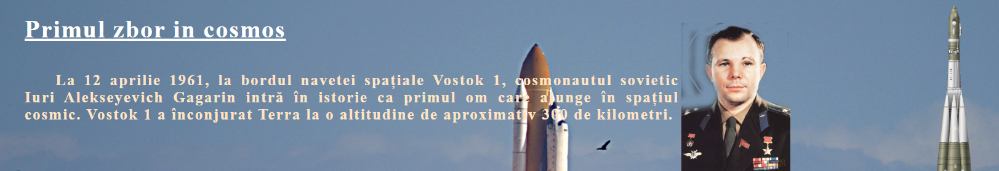 Primul zbor in cosmos
La 12 aprilie 1961, la bordul navetei spațiale Vostok 1, cosmonautul sovietic
Iuri Alekseyevich Gagarin intră în istorie ca primul om care ajunge în spațiul
cosmic. Vostok 1 a înconjurat Terra la o altitudine de aproximativ 300 de kilometri.